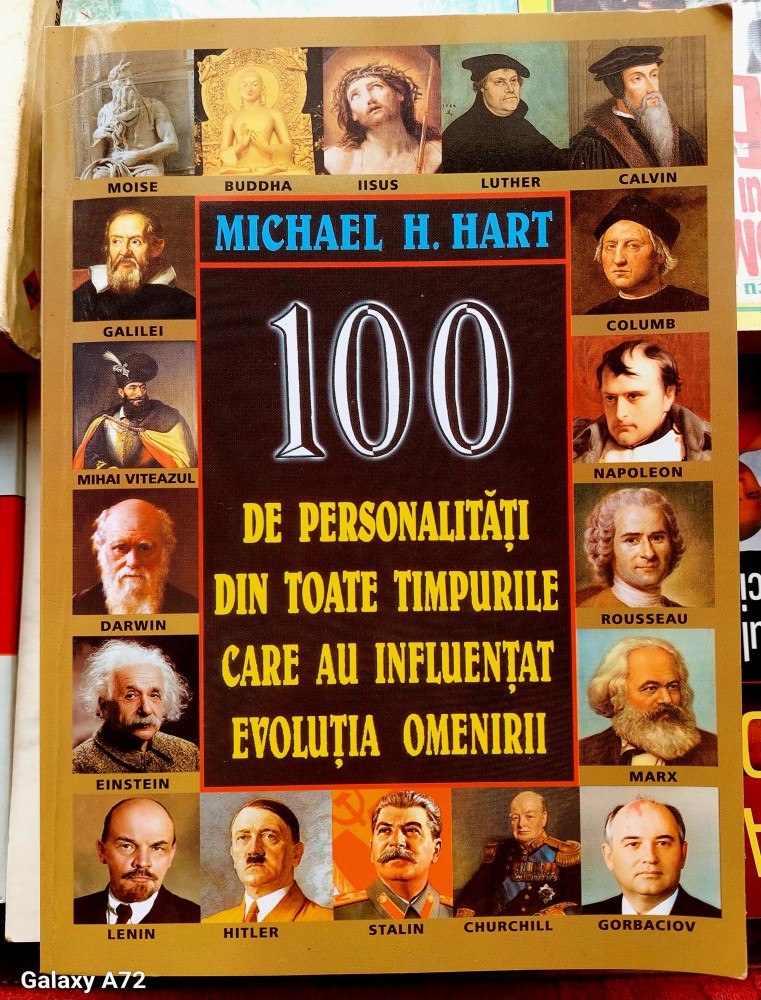 MOISE
BUDDHA
IISUS
LUTHER
CALVIN
MICHAEL H. HART
GALILEI
COLUMB
100
MIHAI VITEAZUL
NAPOLEON
DE PERSONALITĂȚI
DIN TOATE TIMPURILE
CARE AU INFLUENȚAT
EVOLUȚIA OMENIRII
DARWIN
ROUSSEAU
EINSTEIN
MARX
LENIN
HITLER
STALIN
CHURCHILL
GORBACIOV
Galaxy A72